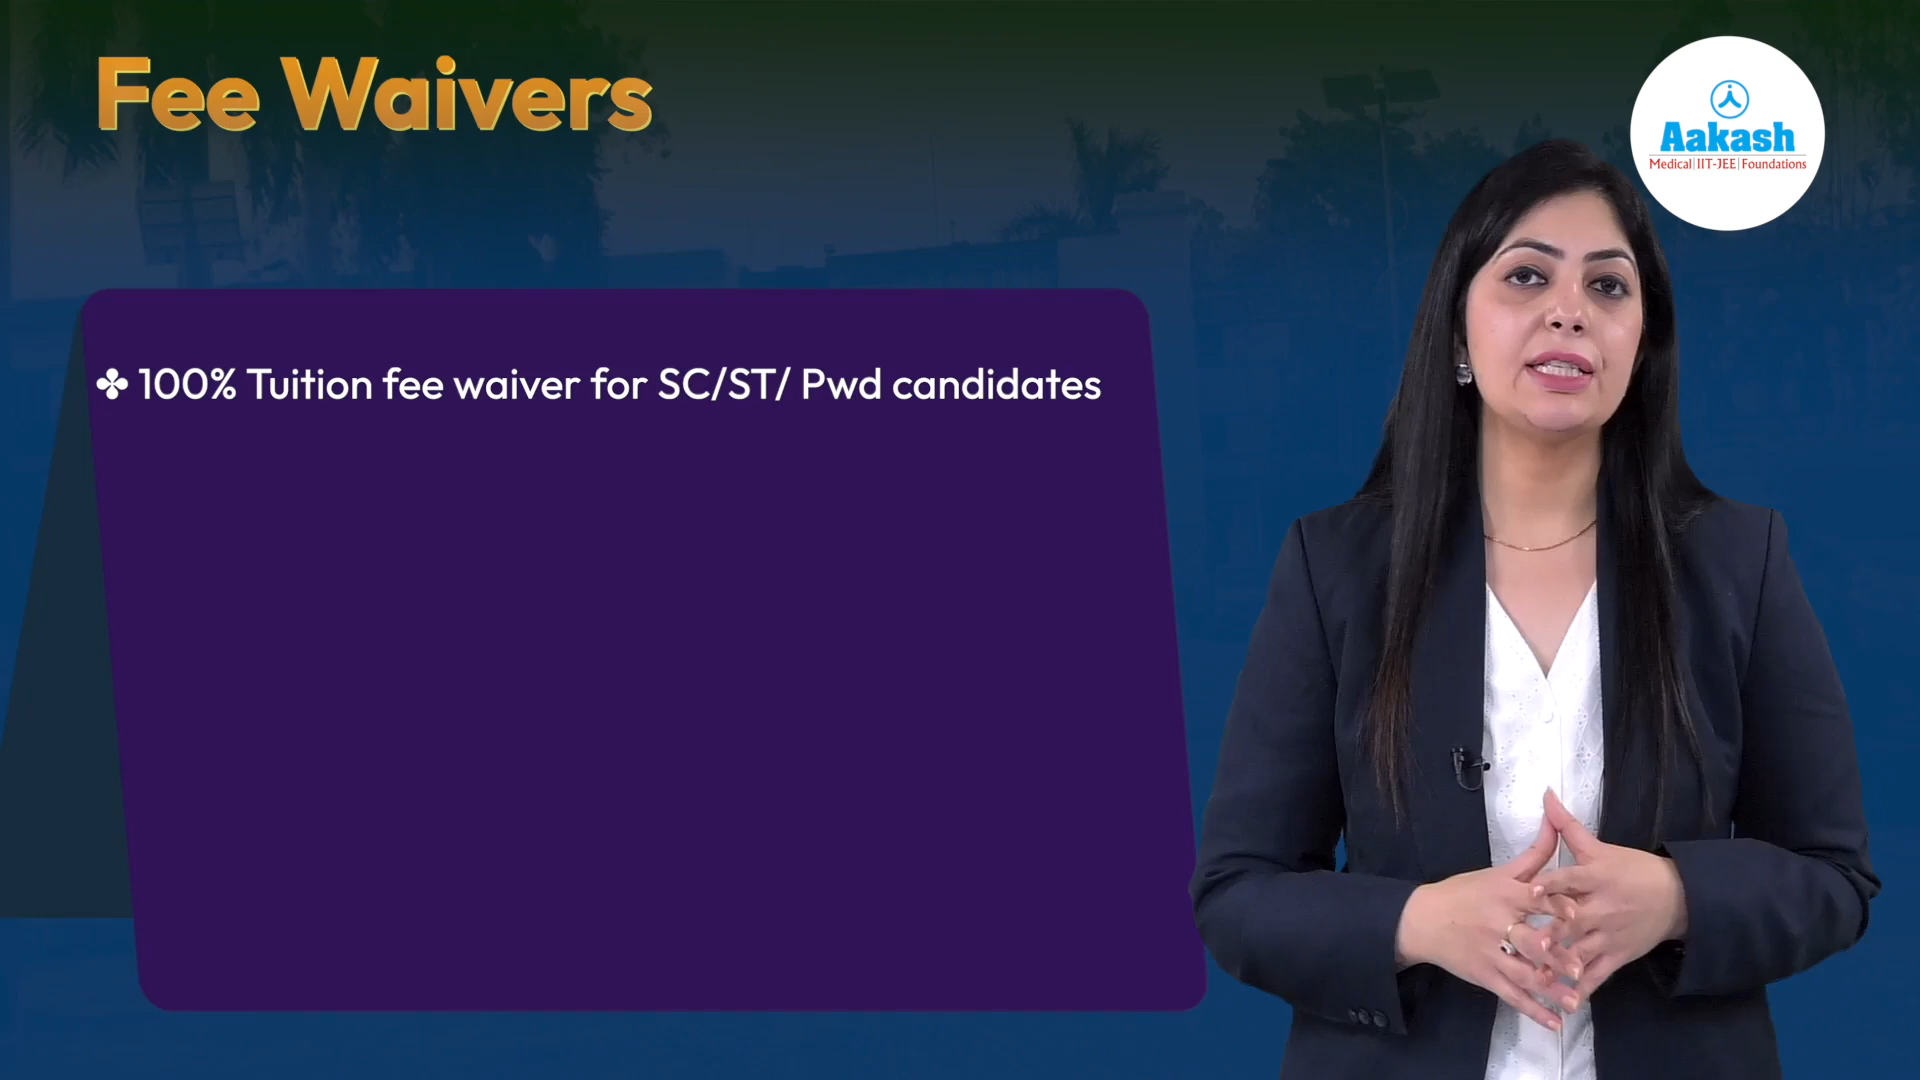 Fee Waivers
Aakash
Medical|IIT-JEE|Foundations
✤ 100% Tuition fee waiver for SC/ST/ Pwd candidates